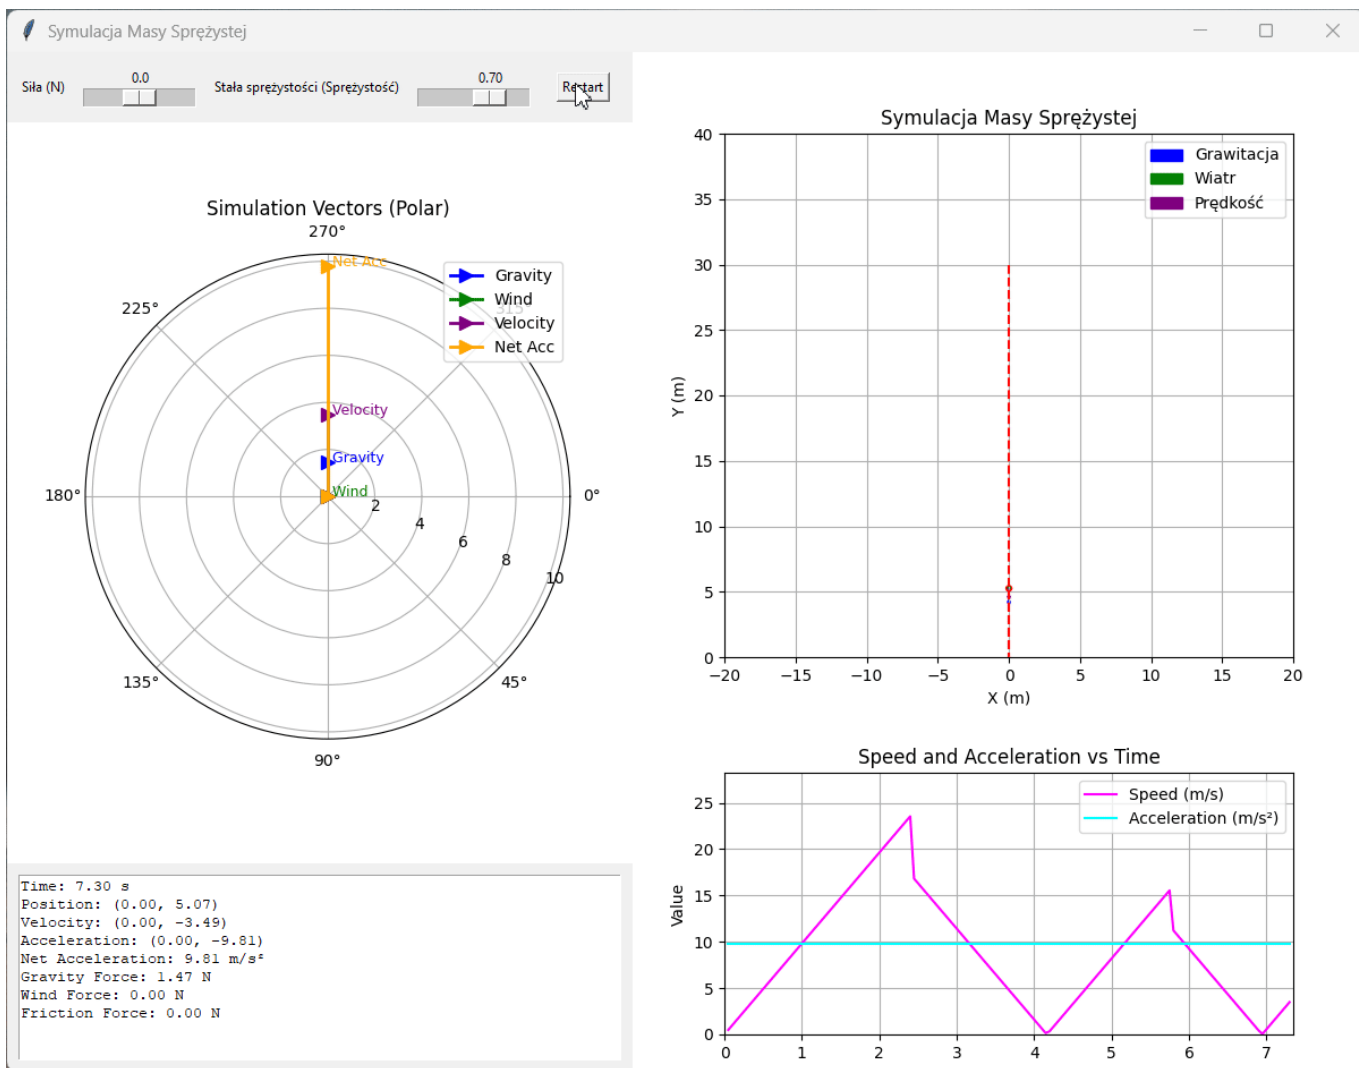 Symulacja Masy Sprężystej
Siła (N)
0.0
Stała sprężystości (Sprężystość)
0.70
Restart
Simulation Vectors (Polar)
270°
225°
315°
180°
0°
135°
45°
90°
Net Acc
Velocity
Gravity
Wind
2
4
6
8
10
Gravity
Wind
Velocity
Net Acc
Time: 7.30 s
Position: (0.00, 5.07)
Velocity: (0.00, -3.49)
Acceleration: (0.00, -9.81)
Net Acceleration: 9.81 m/s²
Gravity Force: 1.47 N
Wind Force: 0.00 N
Friction Force: 0.00 N
Symulacja Masy Sprężystej
Grawitacja
Wiatr
Prędkość
40
35
30
25
20
15
10
5
0
Y (m)
−20 −15 −10 −5 0 5 10 15 20
X (m)
Speed and Acceleration vs Time
Speed (m/s)
Acceleration (m/s²)
25
20
15
10
5
0
Value
0 1 2 3 4 5 6 7